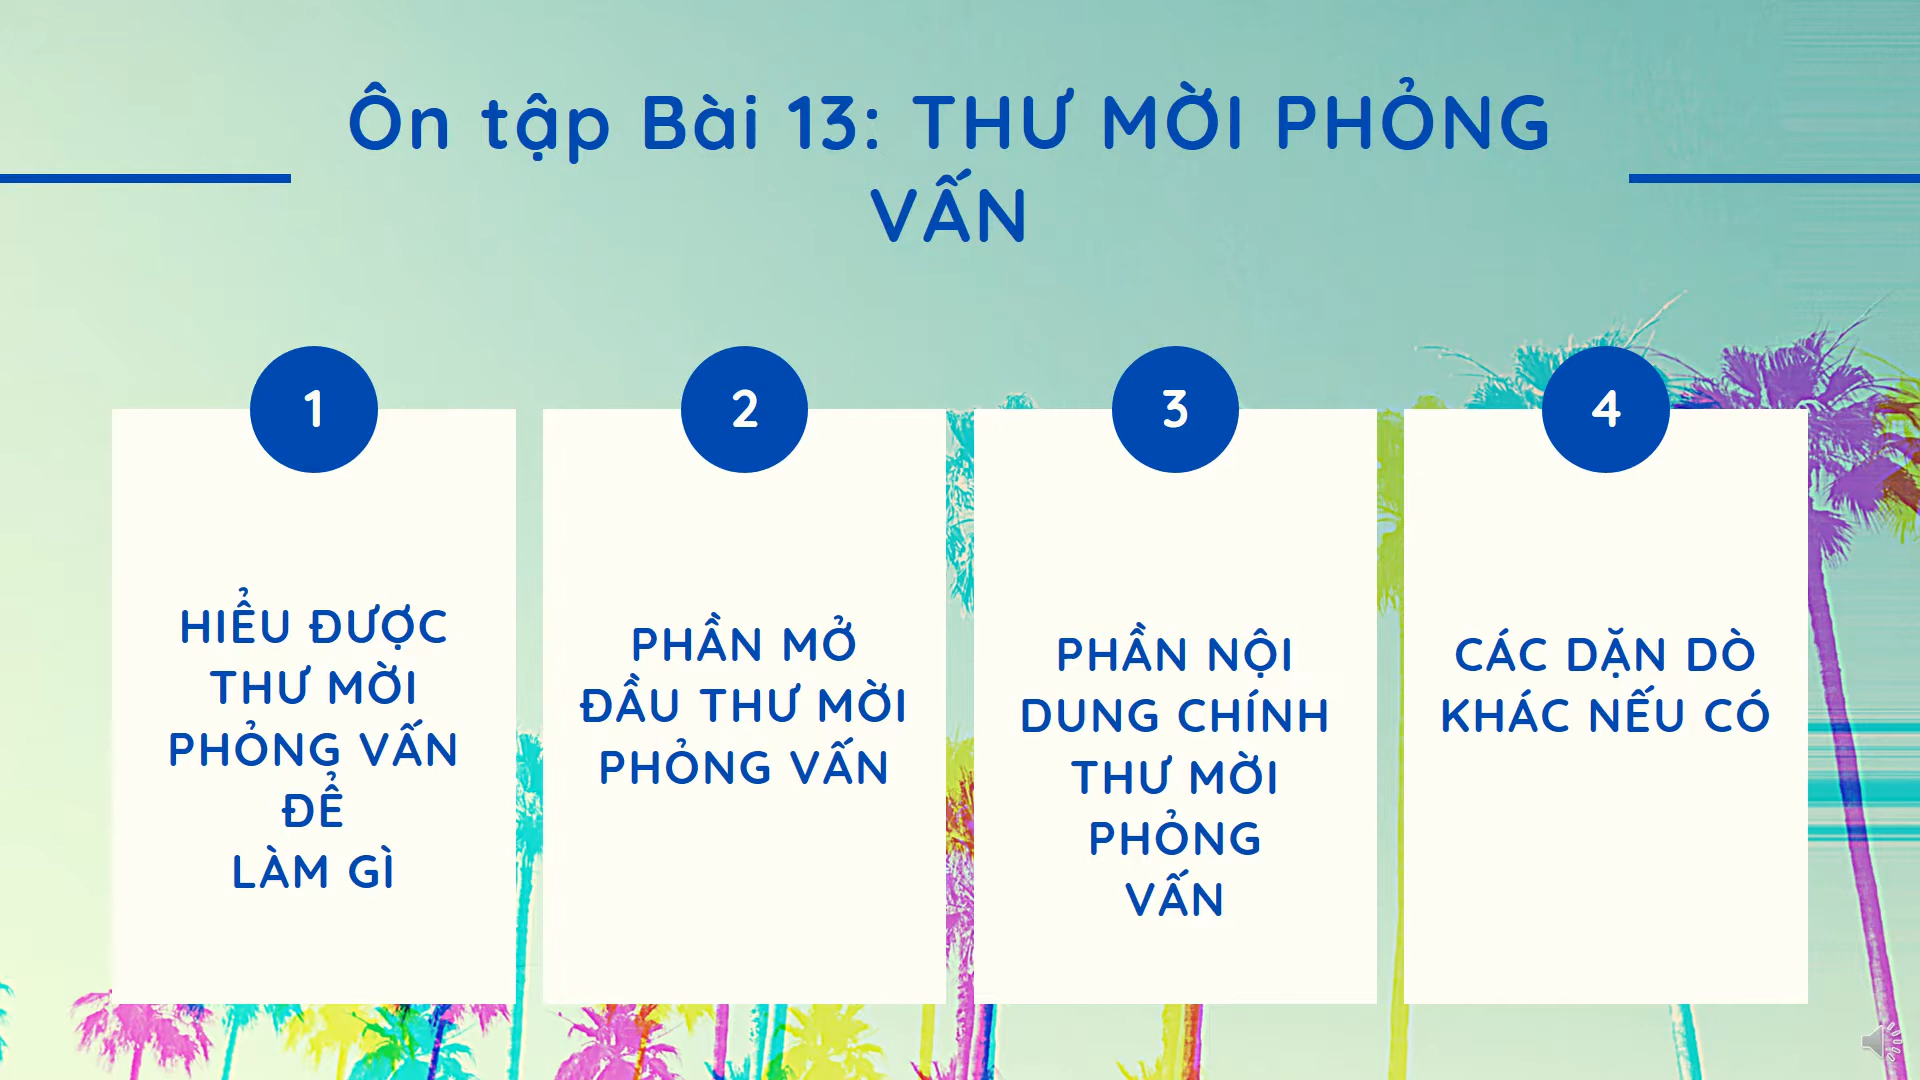 Ôn tập Bài 13: THƯ MỜI PHỎNG
VẤN
1
HIỂU ĐƯỢC
THƯ MỜI
PHỎNG VẤN
ĐỂ
LÀM GÌ
2
PHẦN MỞ
ĐẦU THƯ MỜI
PHỎNG VẤN
3
PHẦN NỘI
DUNG CHÍNH
THƯ MỜI
PHỎNG
VẤN
4
CÁC DẶN DÒ
KHÁC NẾU CÓ